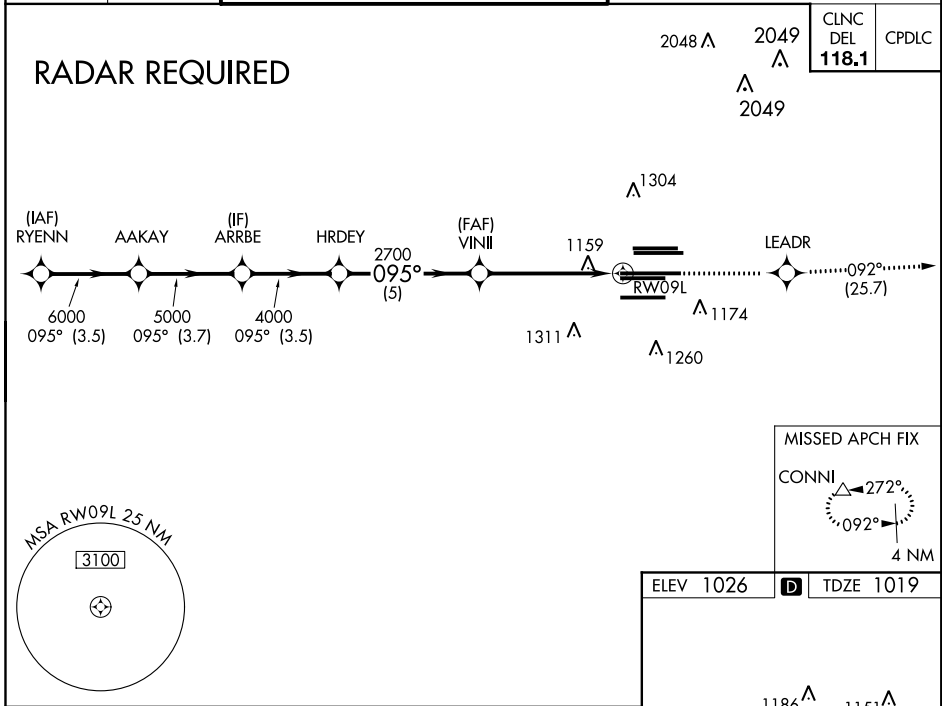 CLNC
DEL
118.1
CPDLC
RADAR REQUIRED
2048
2049
2049
1304
(IAF)
RYENN
AAKAY
(IF)
ARRBE
HRDEY
2700
095°
(5)
(FAF)
VINII
1159
RW09L
LEADR
092°
(25.7)
6000
095° (3.5)
5000
095° (3.7)
4000
095° (3.5)
1311
1174
1260
MISSED APCH FIX
CONNI
272°
092°
4 NM
MSA RW09L 25 NM
3100
ELEV 1026
D
TDZE 1019
1186
1151